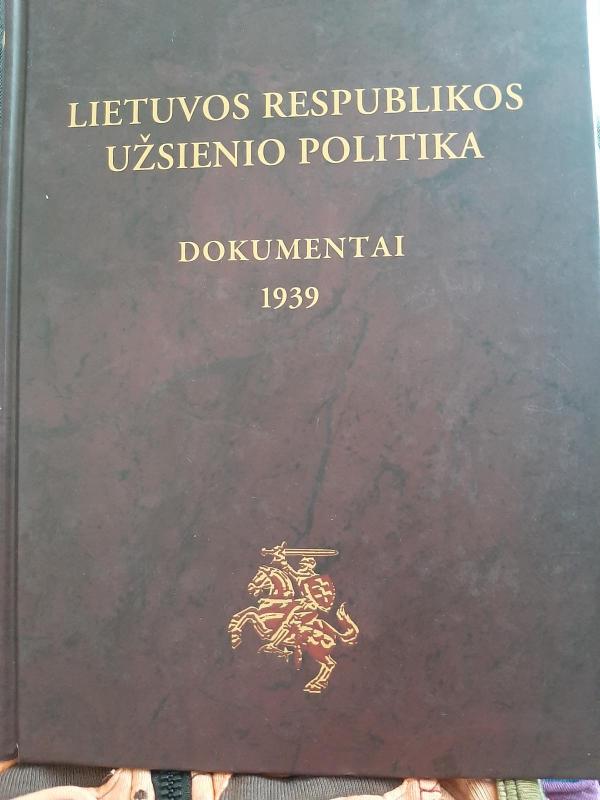 LIETUVOS RESPUBLIKOS
UŽSIENIO POLITIKA
DOKUMENTAI
1939